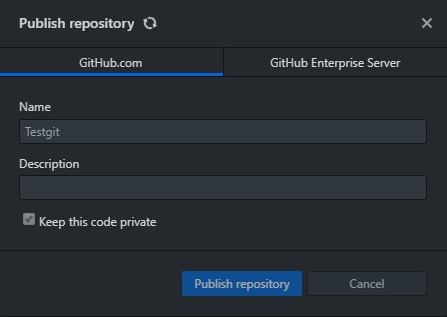 Publish repository
GitHub.com
GitHub Enterprise Server
Name
Testgit
Description
Keep this code private
Publish repository
Cancel